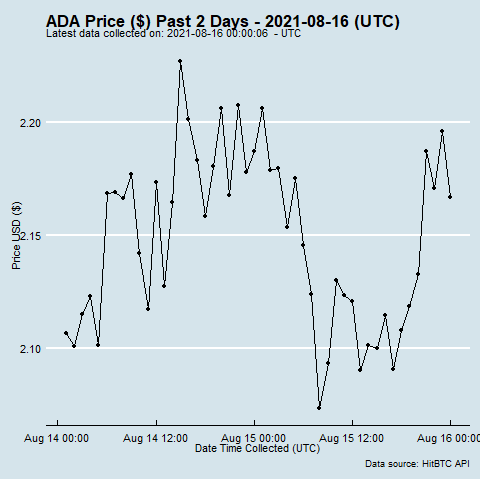 ADA Price ($) Past 2 Days - 2021-08-16 (UTC)
Latest data collected on: 2021-08-16 00:00:06 - UTC
2.20
2.15
2.10
Price USD ($)
Aug 14 00:00
Aug 14 12:00
Aug 15 00:00
Aug 15 12:00
Aug 16 00:00
Date Time Collected (UTC)
Data source: HitBTC API